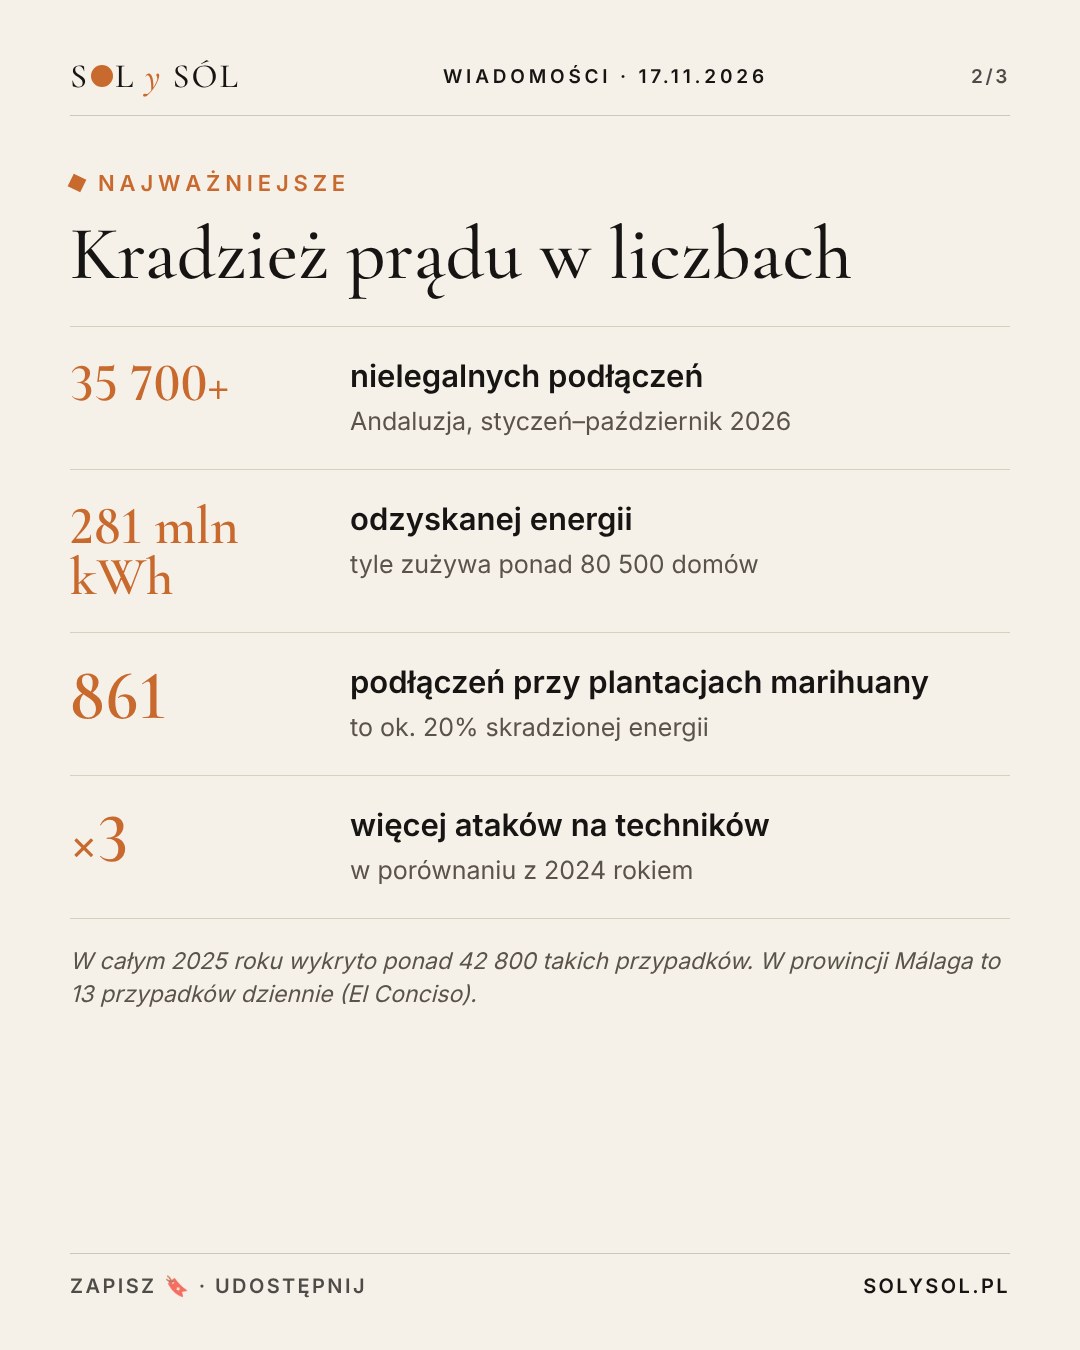 SOL y SÓL
WIADOMOŚCI · 17.11.2026
2/3
NAJWAŻNIEJSZE
Kradzież prądu w liczbach
35 700+
nielegalnych podłączeń
Andaluzja, styczeń–październik 2026
281 mln
kWh
odzyskanej energii
tyle zużywa ponad 80 500 domów
861
podłączeń przy plantacjach marihuany
to ok. 20% skradzionej energii
×3
więcej ataków na techników
w porównaniu z 2024 rokiem
W całym 2025 roku wykryto ponad 42 800 takich przypadków. W prowincji Málaga to
13 przypadków dziennie (El Conciso).
ZAPISZ 🔖 · UDOSTĘPNIJ
SOLYSOL.PL